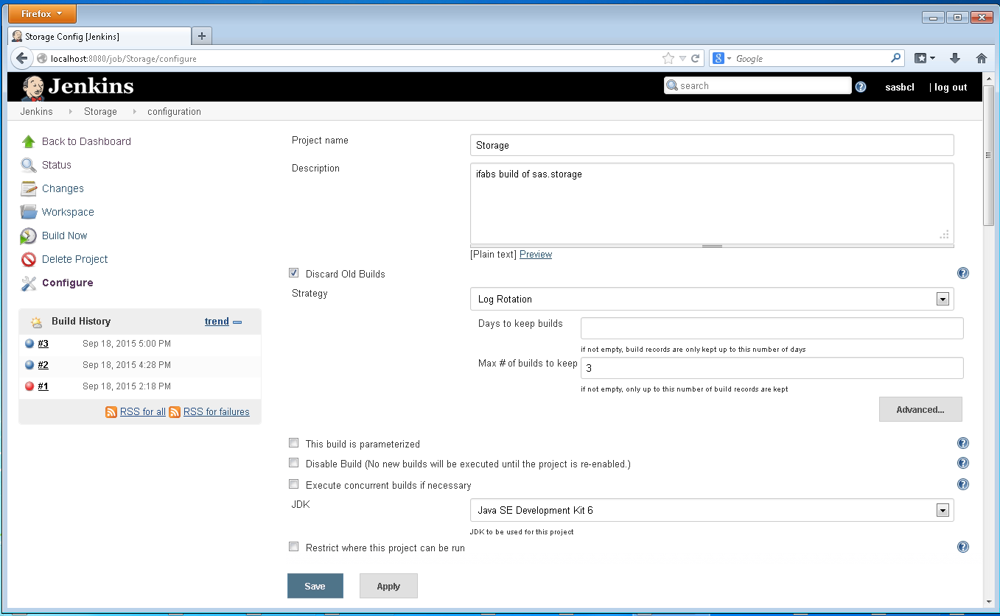 Firefox
Storage Config [Jenkins]
localhost:8080/job/Storage/configure
8 Google
Jenkins
search
? sasbcl | log out
Jenkins Storage configuration
Back to Dashboard
Status
Changes
Workspace
Build Now
Delete Project
Configure
Build History trend
#3 Sep 18, 2015 5:00 PM
#2 Sep 18, 2015 4:28 PM
#1 Sep 18, 2015 2:18 PM
RSS for all RSS for failures
Project name Storage
Description ifabs build of sas.storage
[Plain text] Preview
Discard Old Builds ?
Strategy Log Rotation
Days to keep builds
if not empty, build records are only kept up to this number of days
Max # of builds to keep 3
if not empty, only up to this number of build records are kept
Advanced...
This build is parameterized ?
Disable Build (No new builds will be executed until the project is re-enabled.) ?
Execute concurrent builds if necessary ?
JDK Java SE Development Kit 6
JDK to be used for this project
Restrict where this project can be run ?
Save Apply